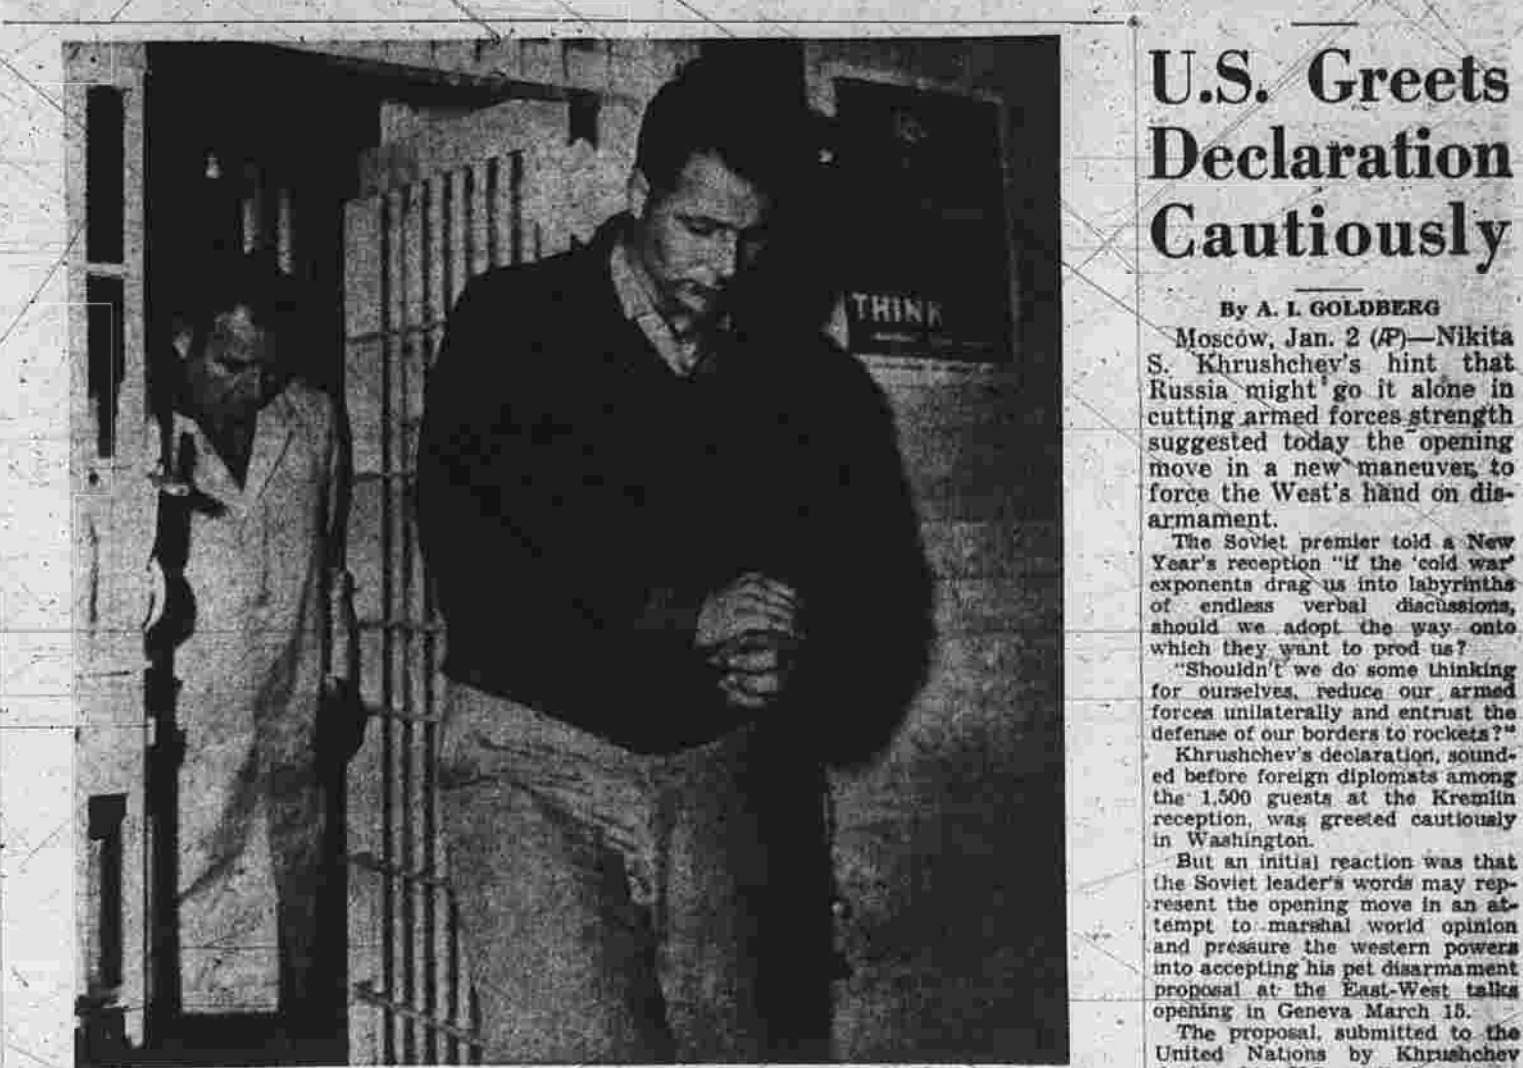 THINK
U.S. Greets
Declaration
Cautiously
By A. I. GOLDBERG
Moscow, Jan. 2 (AP)—Nikita
S. Khrushchev's hint that
Russia might go it alone in
cutting armed forces strength
suggested today the opening
move in a new maneuver, to
force the West's hand on dis-
armament.
The Soviet premier told a New
Year's reception "if the 'cold war'
exponents drag us into labyrinths
of endless verbal discussions,
should we adopt the way onto
which they want to prod us?
"Shouldn't we do some thinking
for ourselves, reduce our armed
forces unilaterally and entrust the
defense of our borders to rockets?"
Khrushchev's declaration, sound-
ed before foreign diplomats among
the 1,500 guests at the Kremlin
reception, was greeted cautiously
in Washington.
But an initial reaction was that
the Soviet leader's words may rep-
resent the opening move in an at-
tempt to marshal world opinion
and pressure the western powers
into accepting his pet disarmament
proposal at the East-West talks
opening in Geneva March 15.
The proposal, submitted to the
United Nations by Khrushchev